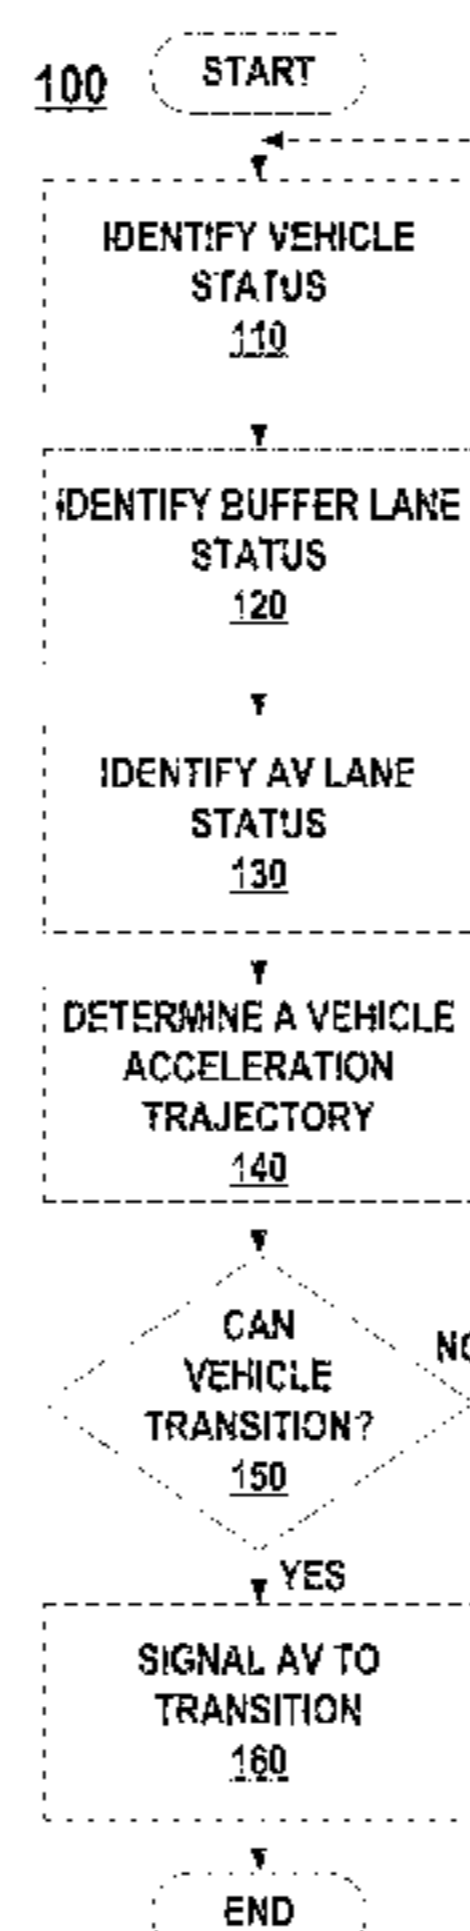 100
START
IDENTIFY VEHICLE
STATUS
110
IDENTIFY BUFFER LANE
STATUS
120
IDENTIFY AV LANE
STATUS
130
DETERMINE A VEHICLE
ACCELERATION
TRAJECTORY
140
CAN
VEHICLE
TRANSITION?
150
NO
YES
SIGNAL AV TO
TRANSITION
160
END